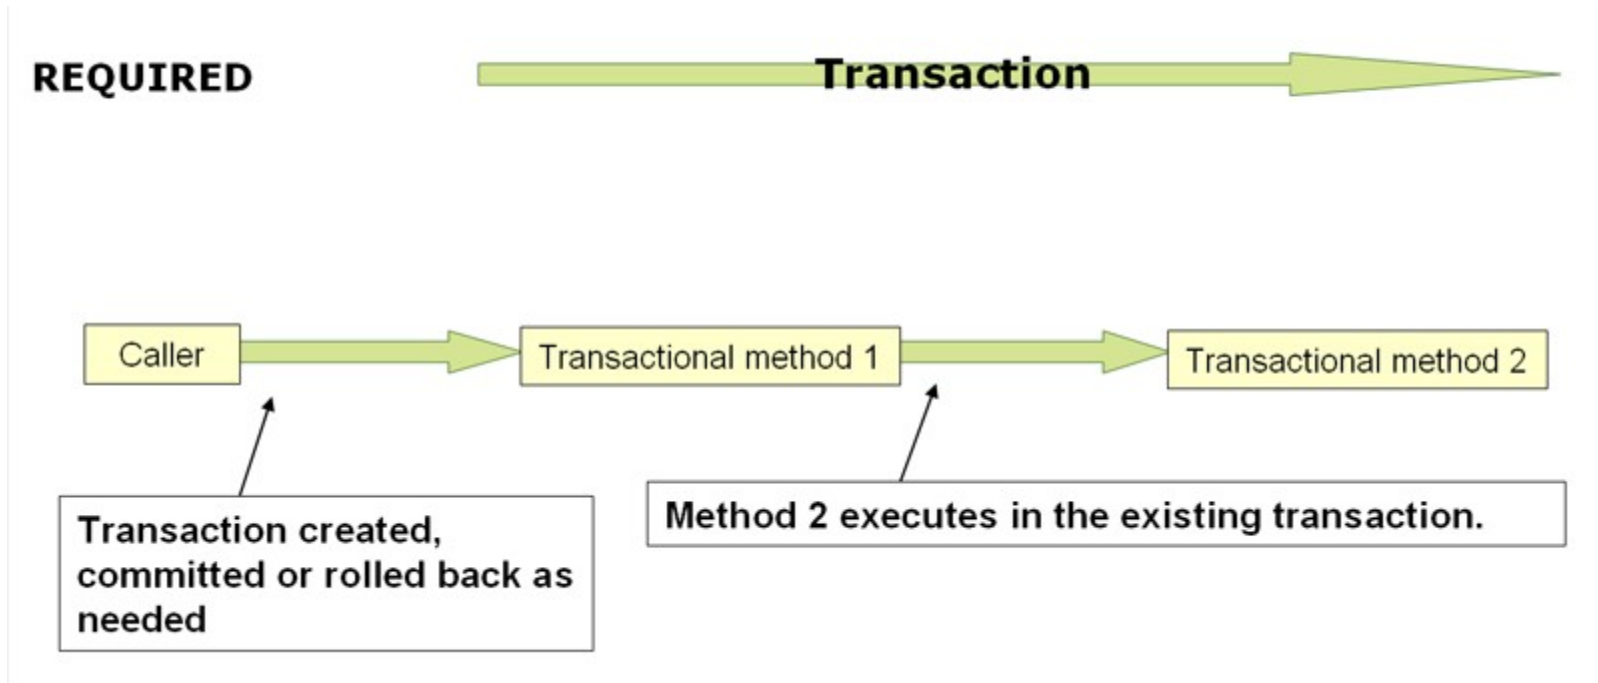 REQUIRED
Transaction
Caller
Transactional method 1
Transactional method 2
Transaction created,
committed or rolled back as
needed
Method 2 executes in the existing transaction.